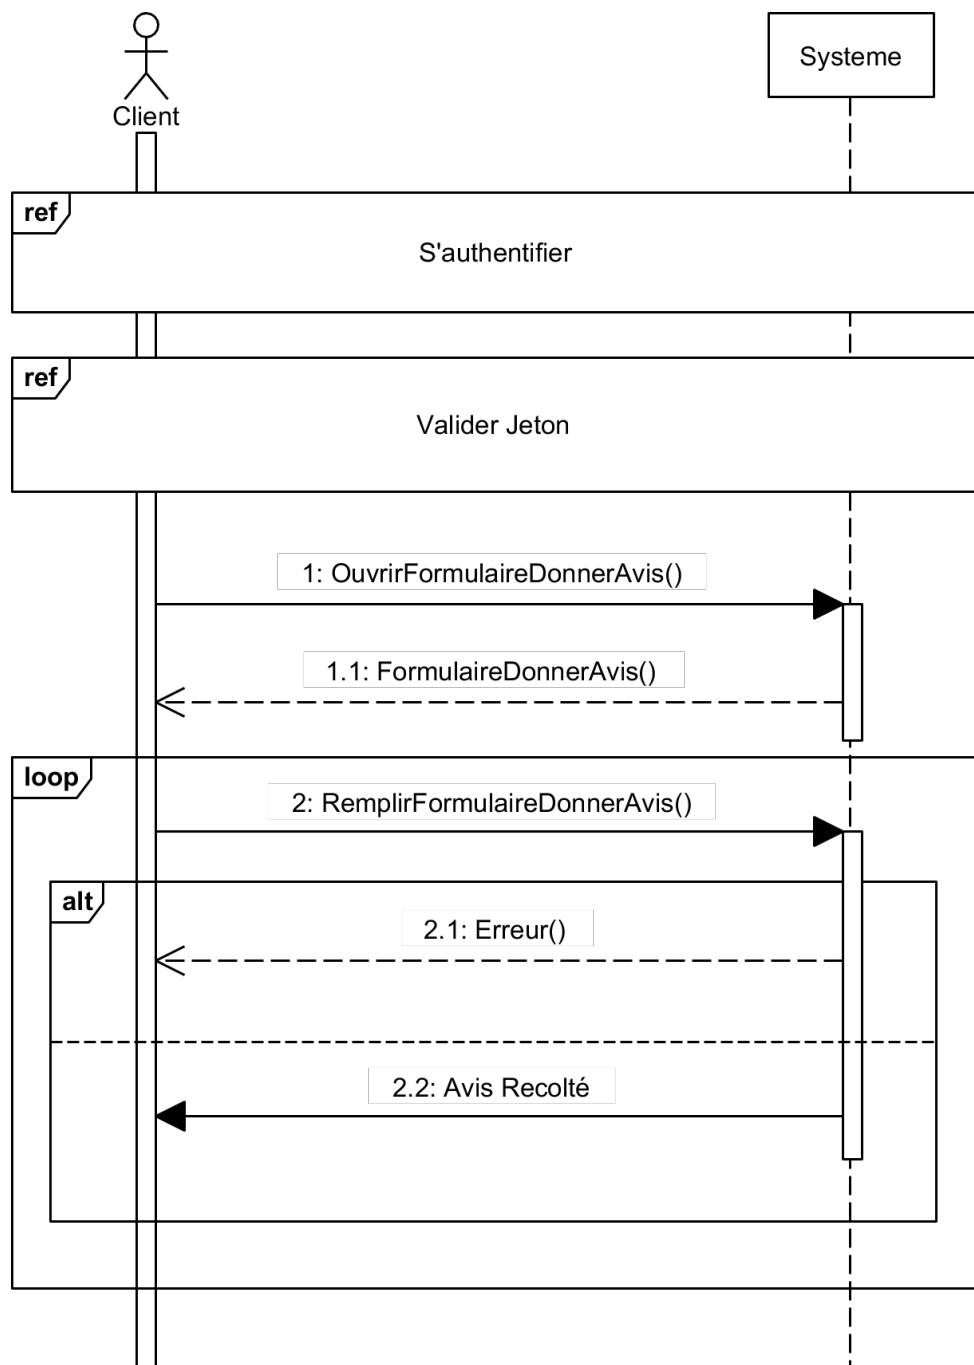 Client
Systeme
ref
S'authentifier
ref
Valider Jeton
1: OuvrirFormulaireDonnerAvis()
1.1: FormulaireDonnerAvis()
loop
2: RemplirFormulaireDonnerAvis()
alt
2.1: Erreur()
2.2: Avis Recolté